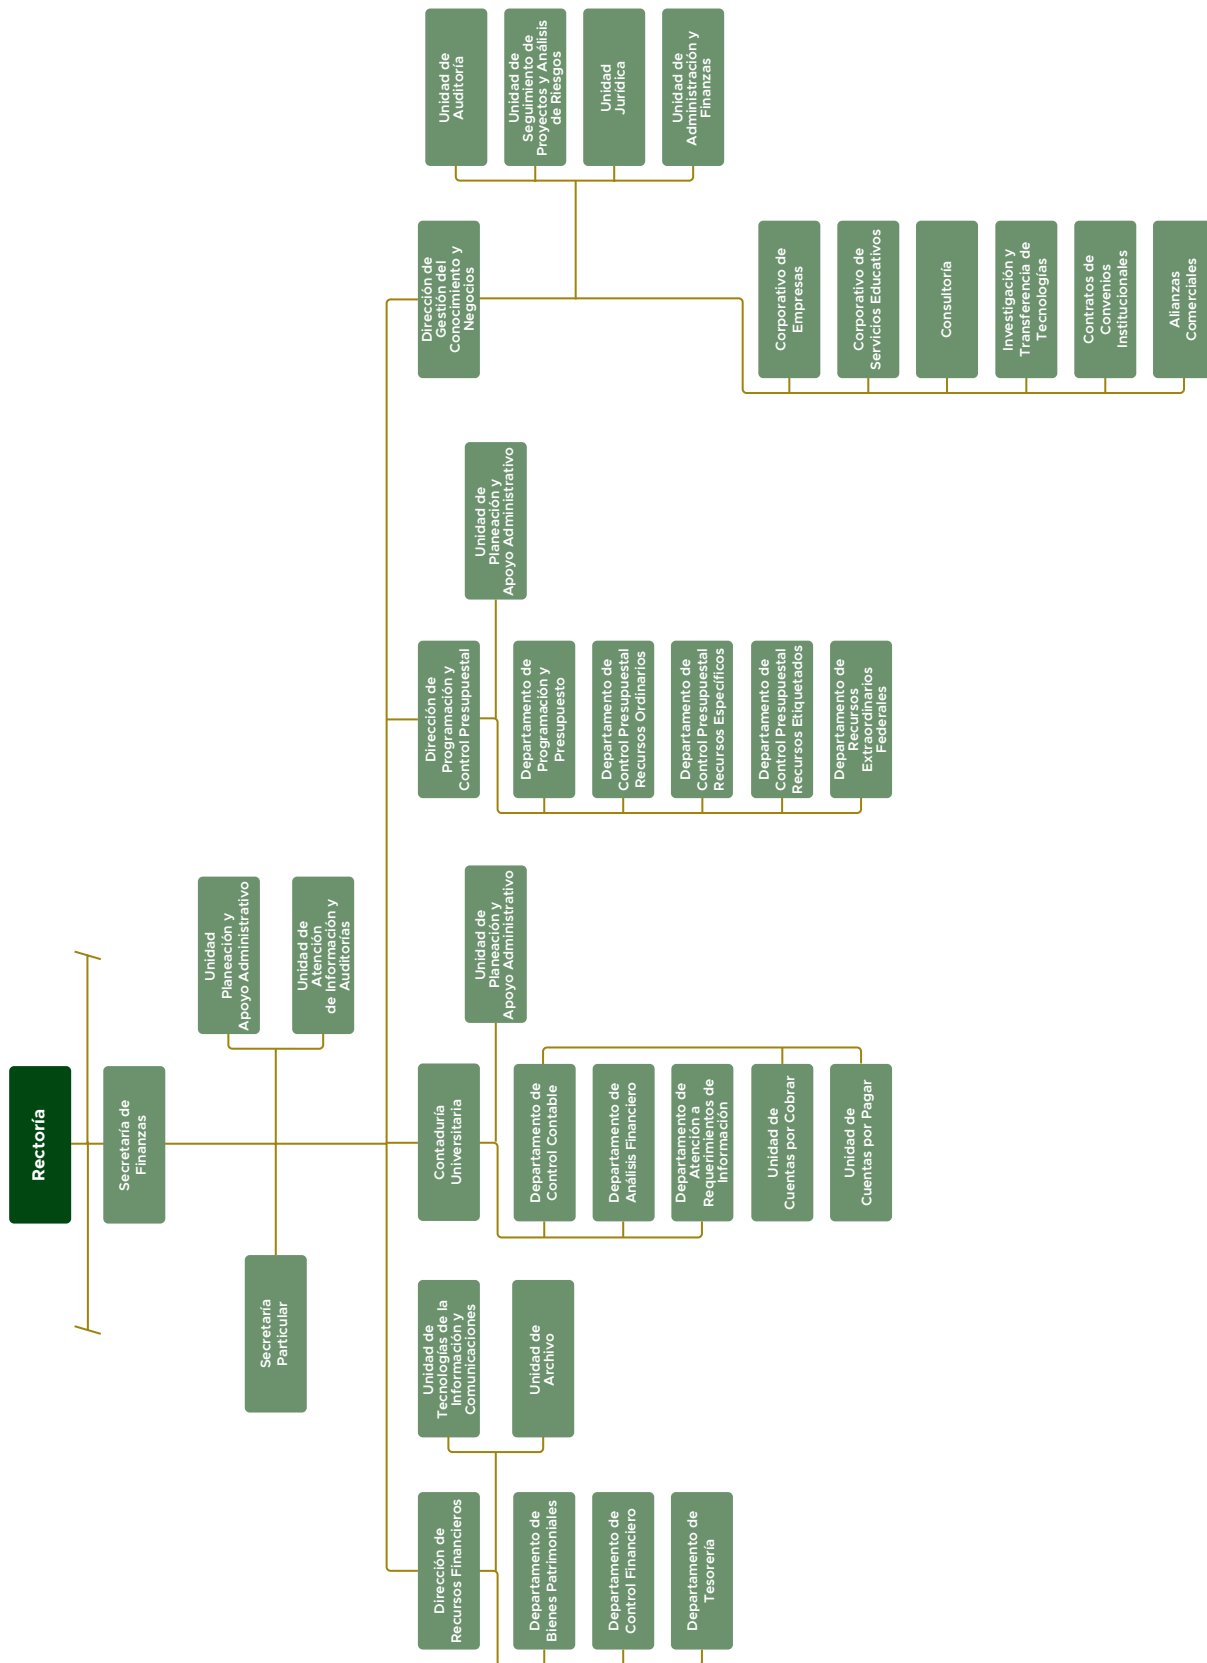 Rectoría
Secretaría de
Finanzas
Secretaría
Particular
Unidad
Planeación y
Apoyo Administrativo
Unidad de
Atención
de Información y
Auditorías
Dirección de
Recursos Financieros
Unidad de
Tecnologías de la
Información y
Comunicaciones
Unidad de
Archivo
Departamento de
Bienes Patrimoniales
Departamento de
Control Financiero
Departamento de
Tesorería
Contaduría
Universitaria
Unidad de
Planeación y
Apoyo Administrativo
Departamento de
Control Contable
Departamento de
Análisis Financiero
Departamento de
Atención a
Requerimientos de
Información
Unidad de
Cuentas por Cobrar
Unidad de
Cuentas por Pagar
Dirección de
Programación y
Control Presupuestal
Unidad de
Planeación y
Apoyo Administrativo
Departamento de
Programación y
Presupuesto
Departamento de
Control Presupuestal
Recursos Ordinarios
Departamento de
Control Presupuestal
Recursos Específicos
Departamento de
Control Presupuestal
Recursos Etiquetados
Departamento de
Recursos
Extraordinarios
Federales
Dirección de
Gestión del
Conocimiento y
Negocios
Unidad de
Auditoría
Unidad de
Seguimiento de
Proyectos y Análisis
de Riesgos
Unidad
Jurídica
Unidad de
Administración y
Finanzas
Corporativo de
Empresas
Corporativo de
Servicios Educativos
Consultoría
Investigación y
Transferencia de
Tecnologías
Contratos de
Convenios
Institucionales
Alianzas
Comerciales